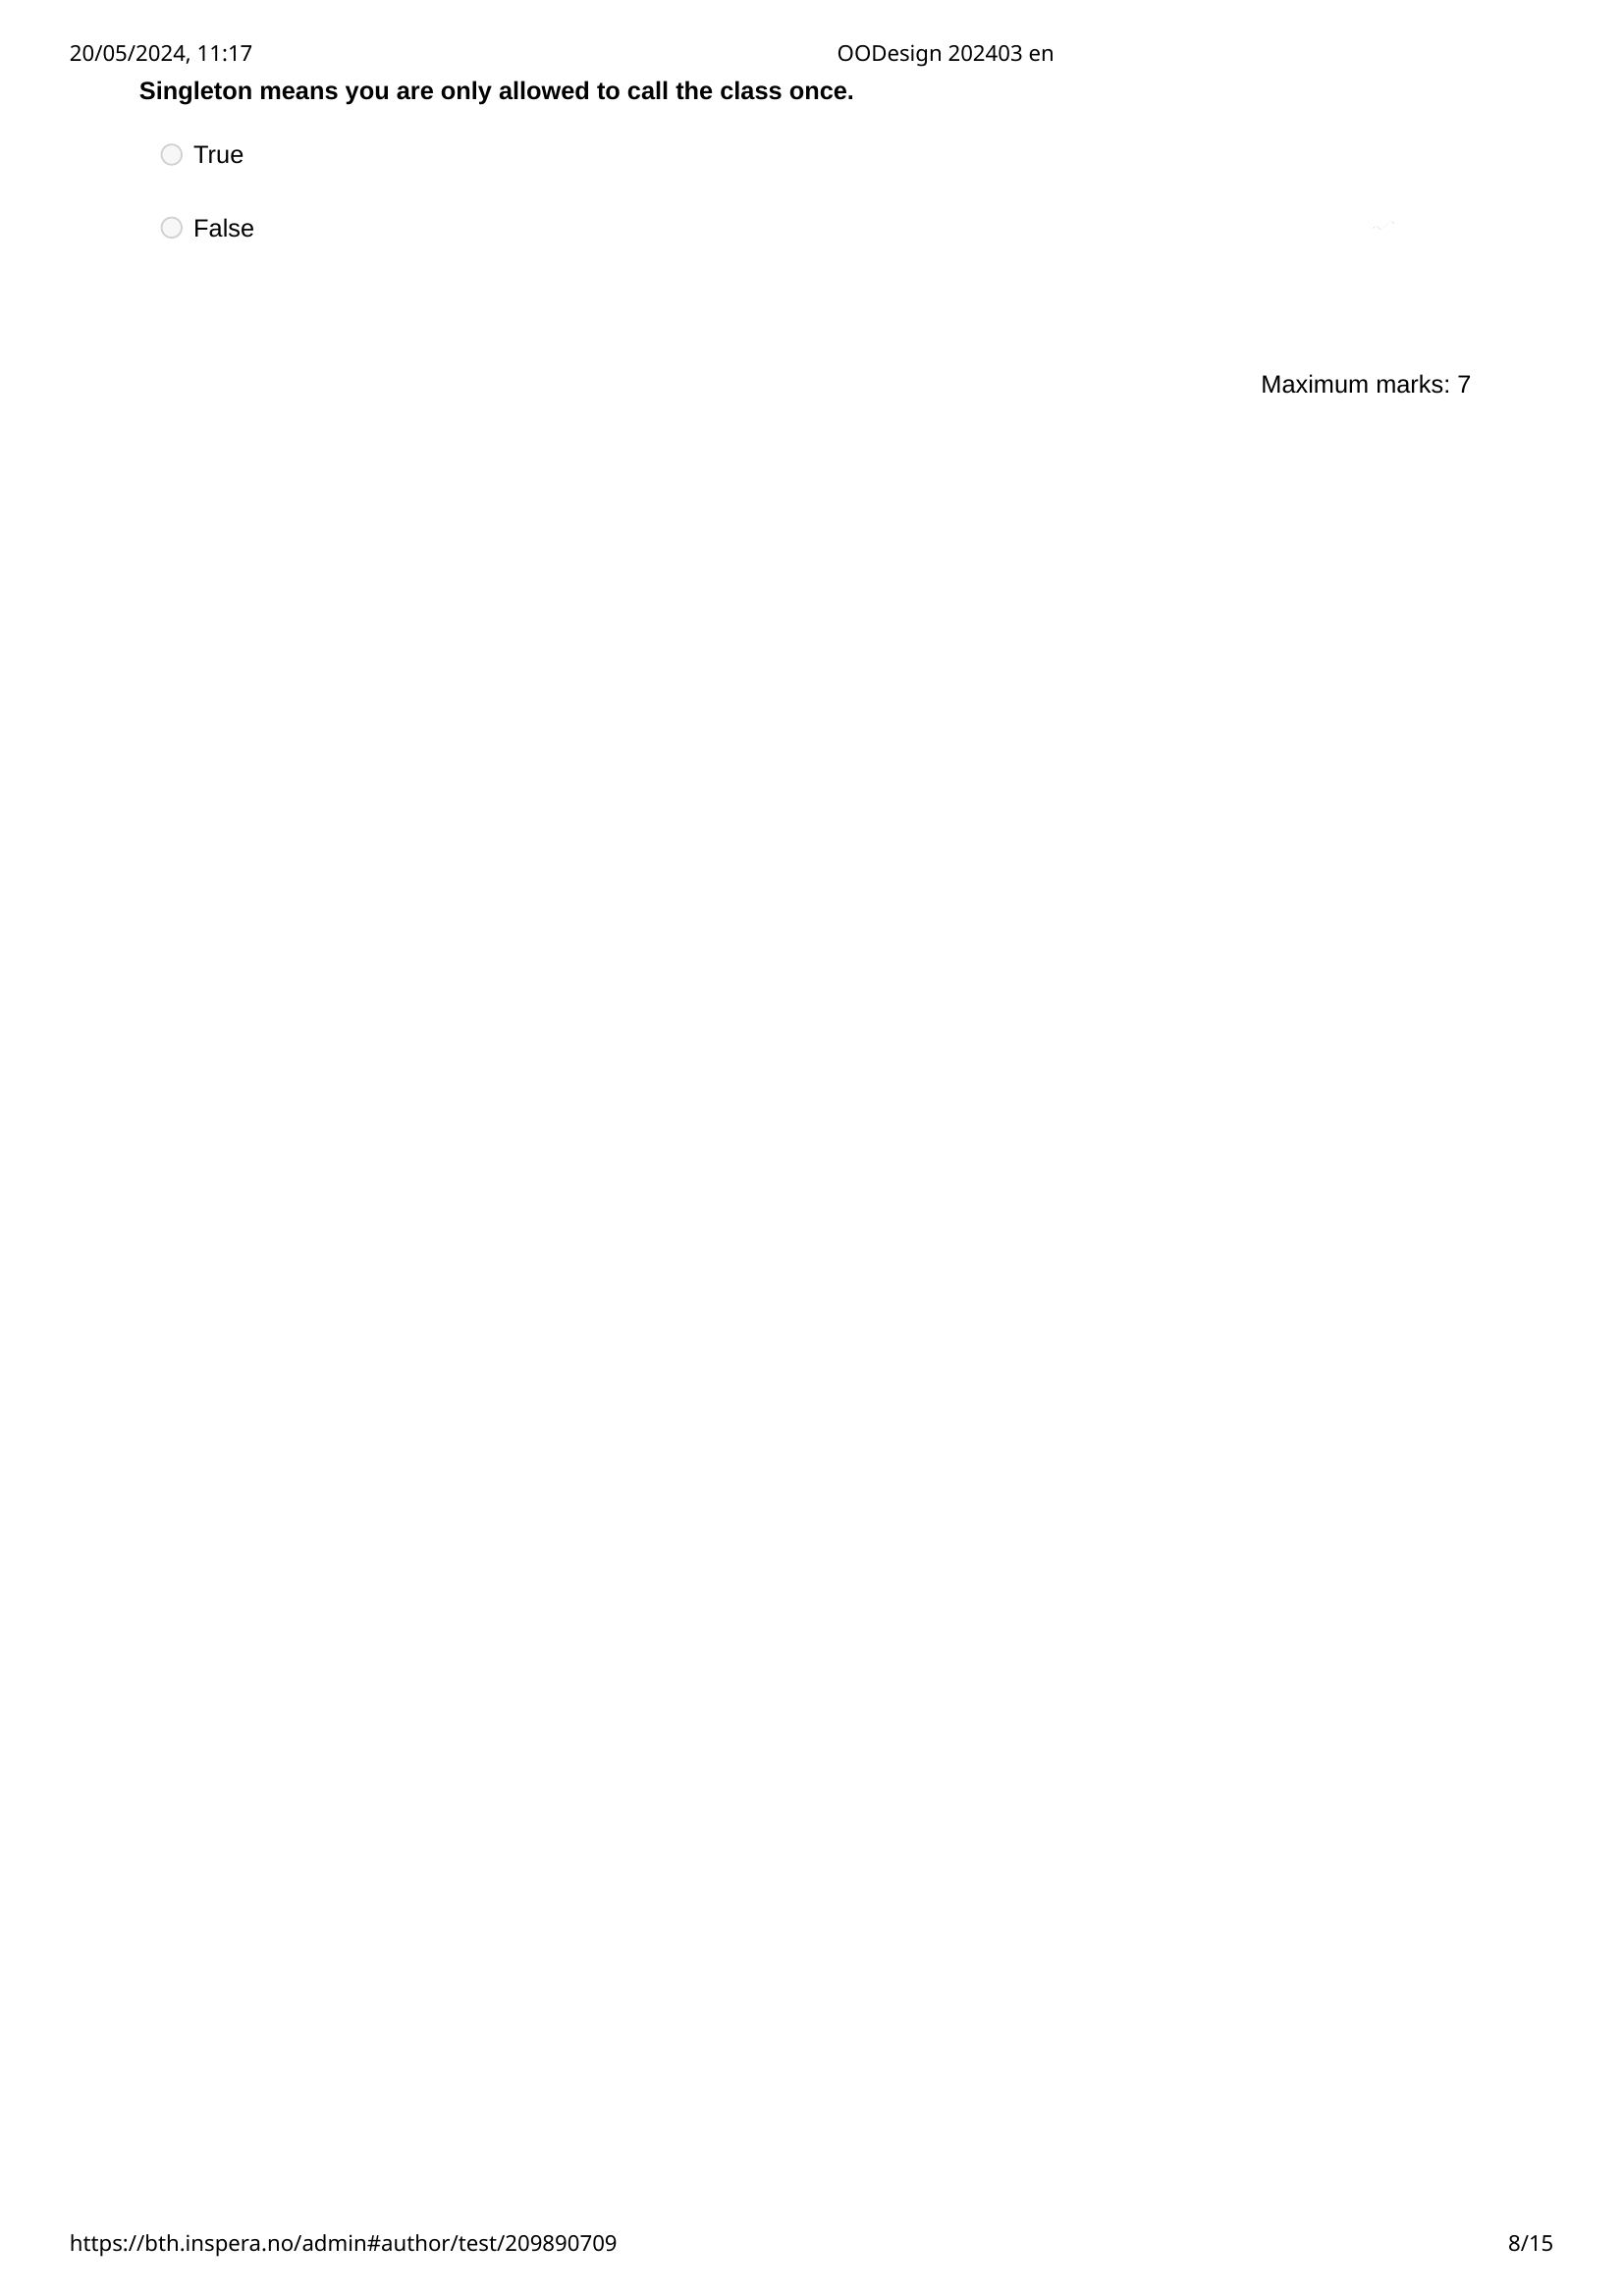 20/05/2024, 11:17 OODesign 202403 en
Singleton means you are only allowed to call the class once.
True
False
Maximum marks: 7
https://bth.inspera.no/admin#author/test/209890709 8/15